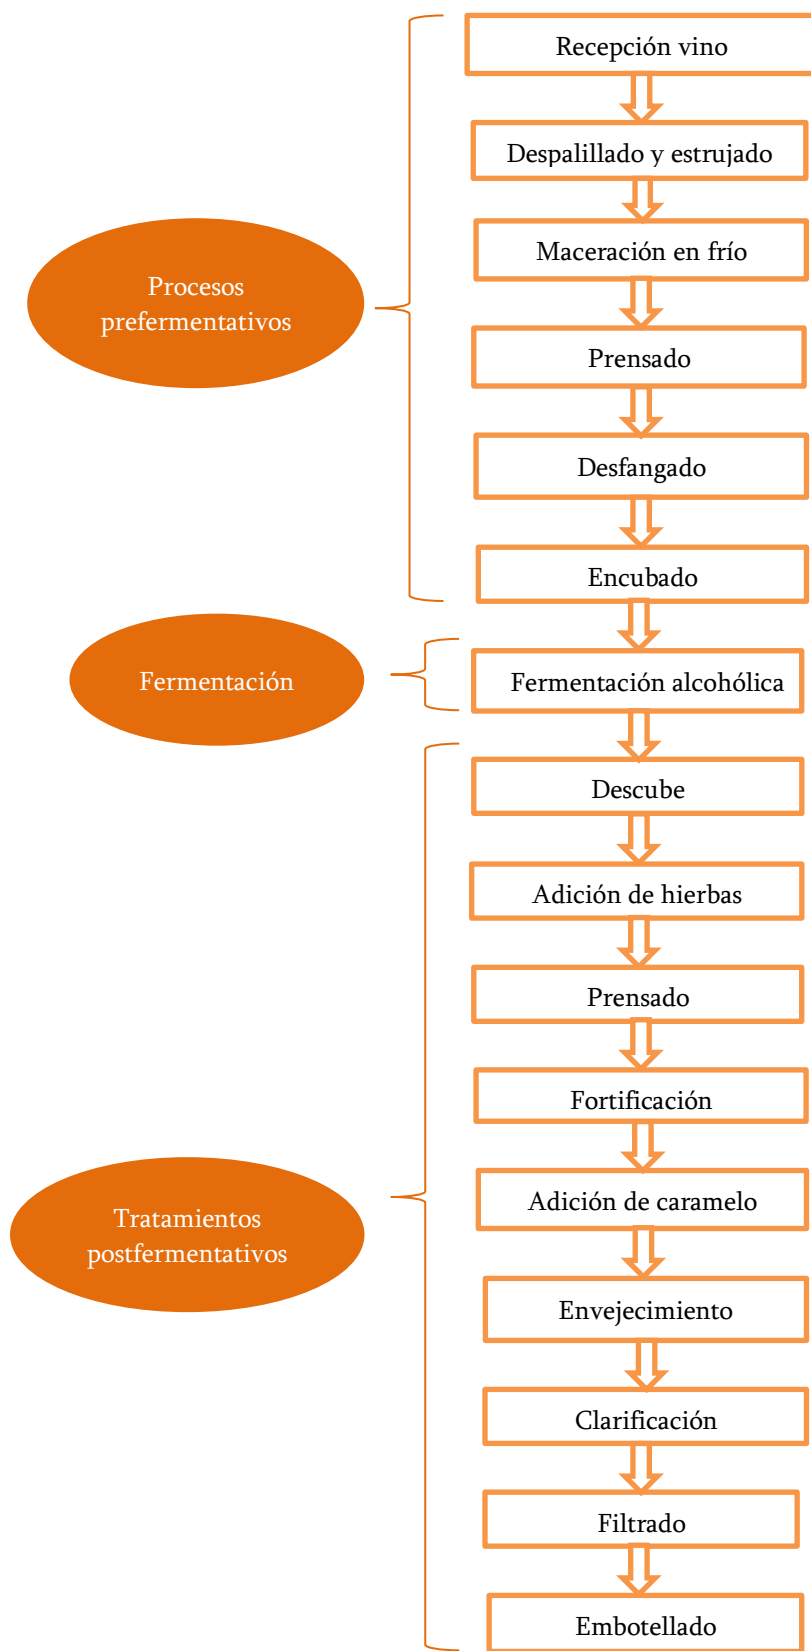 Recepción vino
Despalillado y estrujado
Maceración en frío
Procesos
prefermentativos
Prensado
Desfangado
Encubado
Fermentación
Fermentación alcohólica
Descube
Adición de hierbas
Prensado
Fortificación
Adición de caramelo
Tratamientos
postfermentativos
Envejecimiento
Clarificación
Filtrado
Embotellado